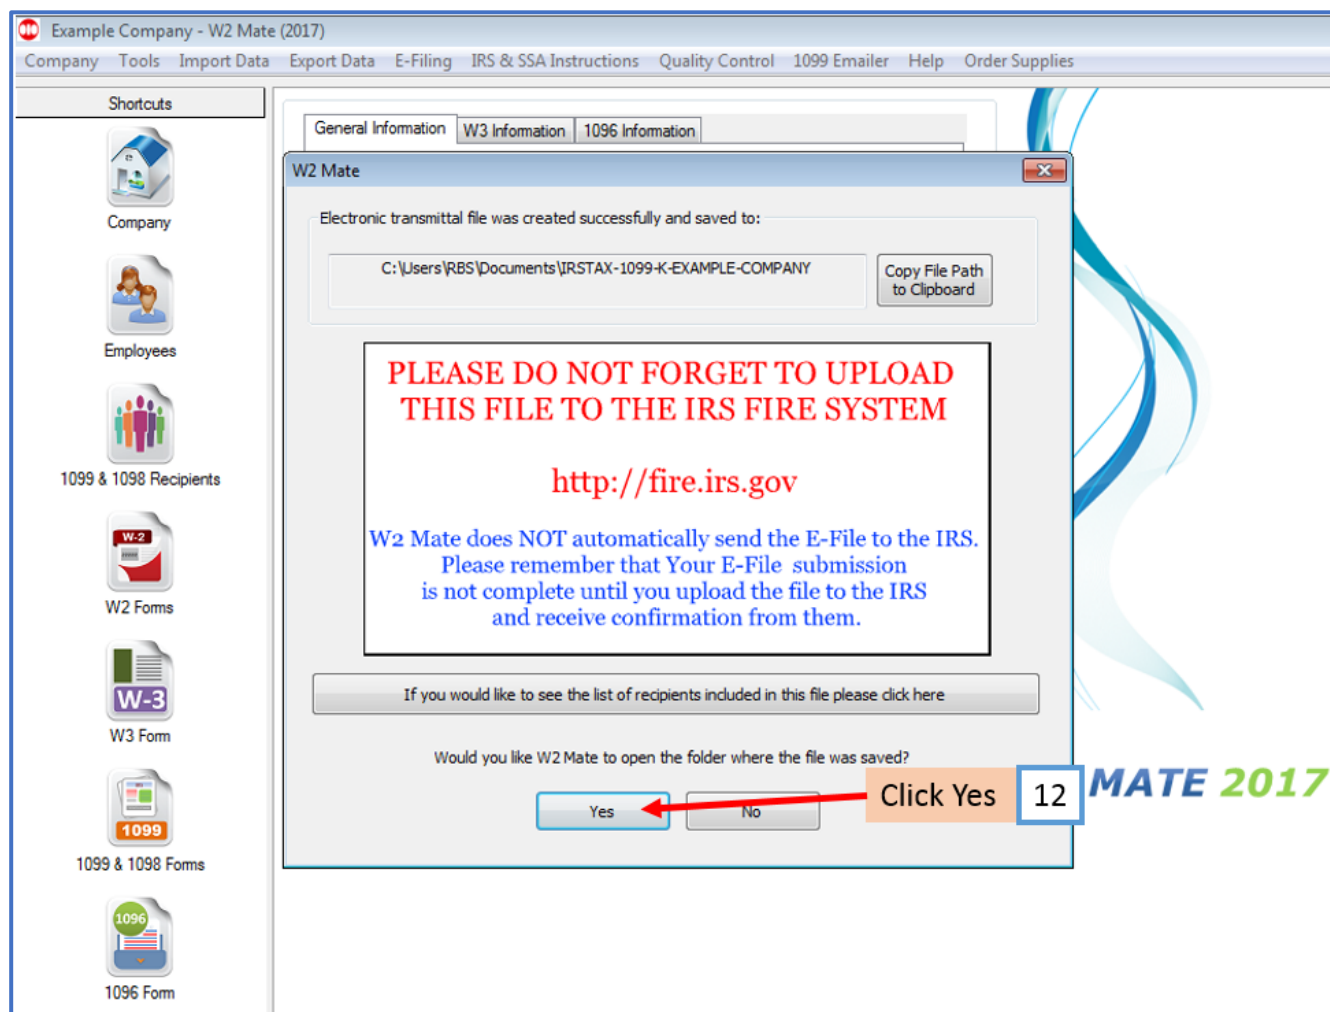 Example Company - W2 Mate (2017)
Company Tools Import Data Export Data E-Filing IRS & SSA Instructions Quality Control 1099 Emailer Help Order Supplies
Shortcuts
Company
Employees
1099 & 1098 Recipients
W-2
W2 Forms
W-3
W3 Form
1099
1099 & 1098 Forms
1096
1096 Form
General Information W3 Information 1096 Information
W2 Mate
Electronic transmittal file was created successfully and saved to:
C:\Users\RBS\Documents\IRSTAX-1099-K-EXAMPLE-COMPANY
Copy File Path
to Clipboard
PLEASE DO NOT FORGET TO UPLOAD
THIS FILE TO THE IRS FIRE SYSTEM
http://fire.irs.gov
W2 Mate does NOT automatically send the E-File to the IRS.
Please remember that Your E-File submission
is not complete until you upload the file to the IRS
and receive confirmation from them.
If you would like to see the list of recipients included in this file please click here
Would you like W2 Mate to open the folder where the file was saved?
Yes No
Click Yes 12
MATE 2017